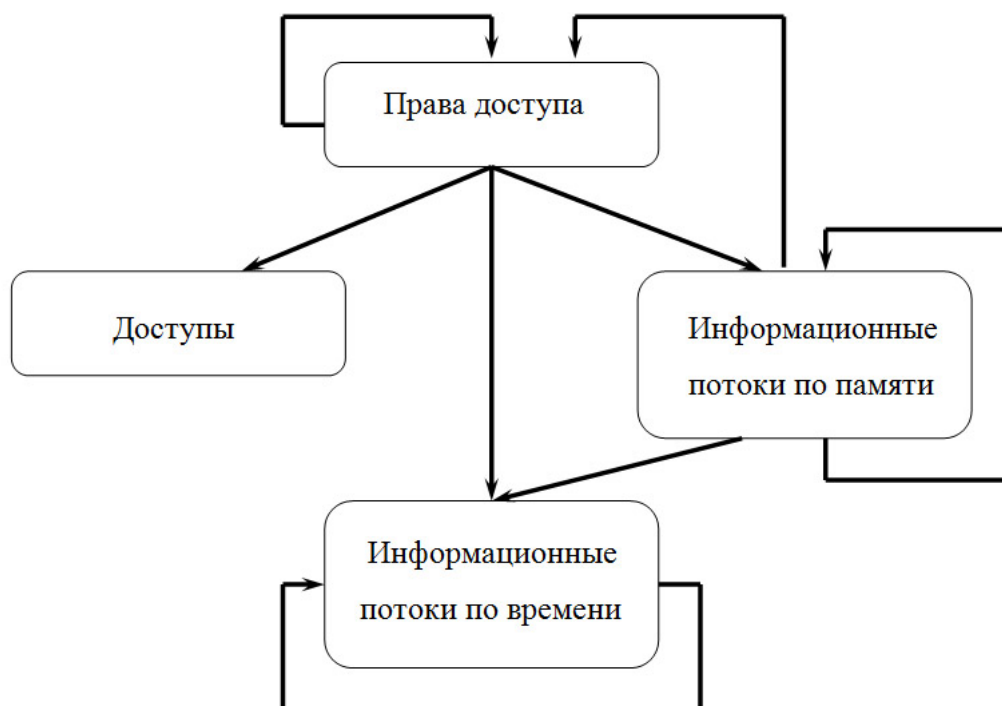 Права доступа
Доступы
Информационные
потоки по памяти
Информационные
потоки по времени